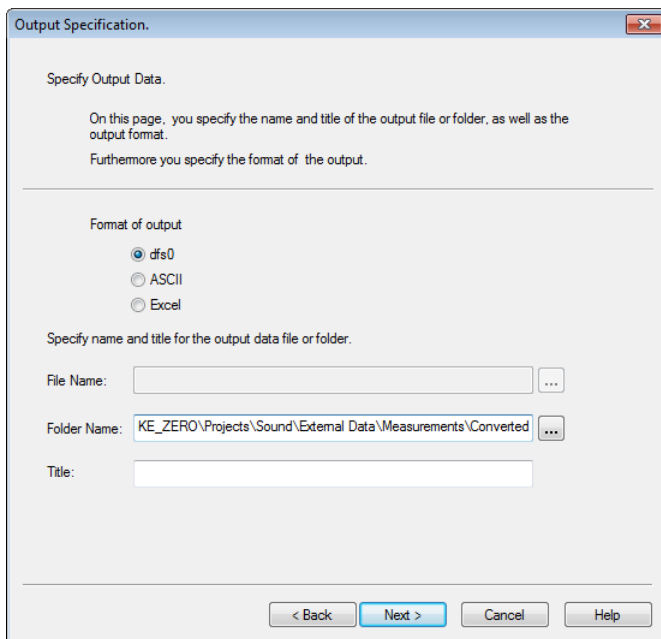 Output Specification.
Specify Output Data.
On this page, you specify the name and title of the output file or folder, as well as the
output format.
Furthermore you specify the format of the output.
Format of output
dfs0
ASCII
Excel
Specify name and title for the output data file or folder.
File Name:
...
Folder Name: KE_ZERO\Projects\Sound\External Data\Measurements\Converted ...
Title:
< Back Next > Cancel Help